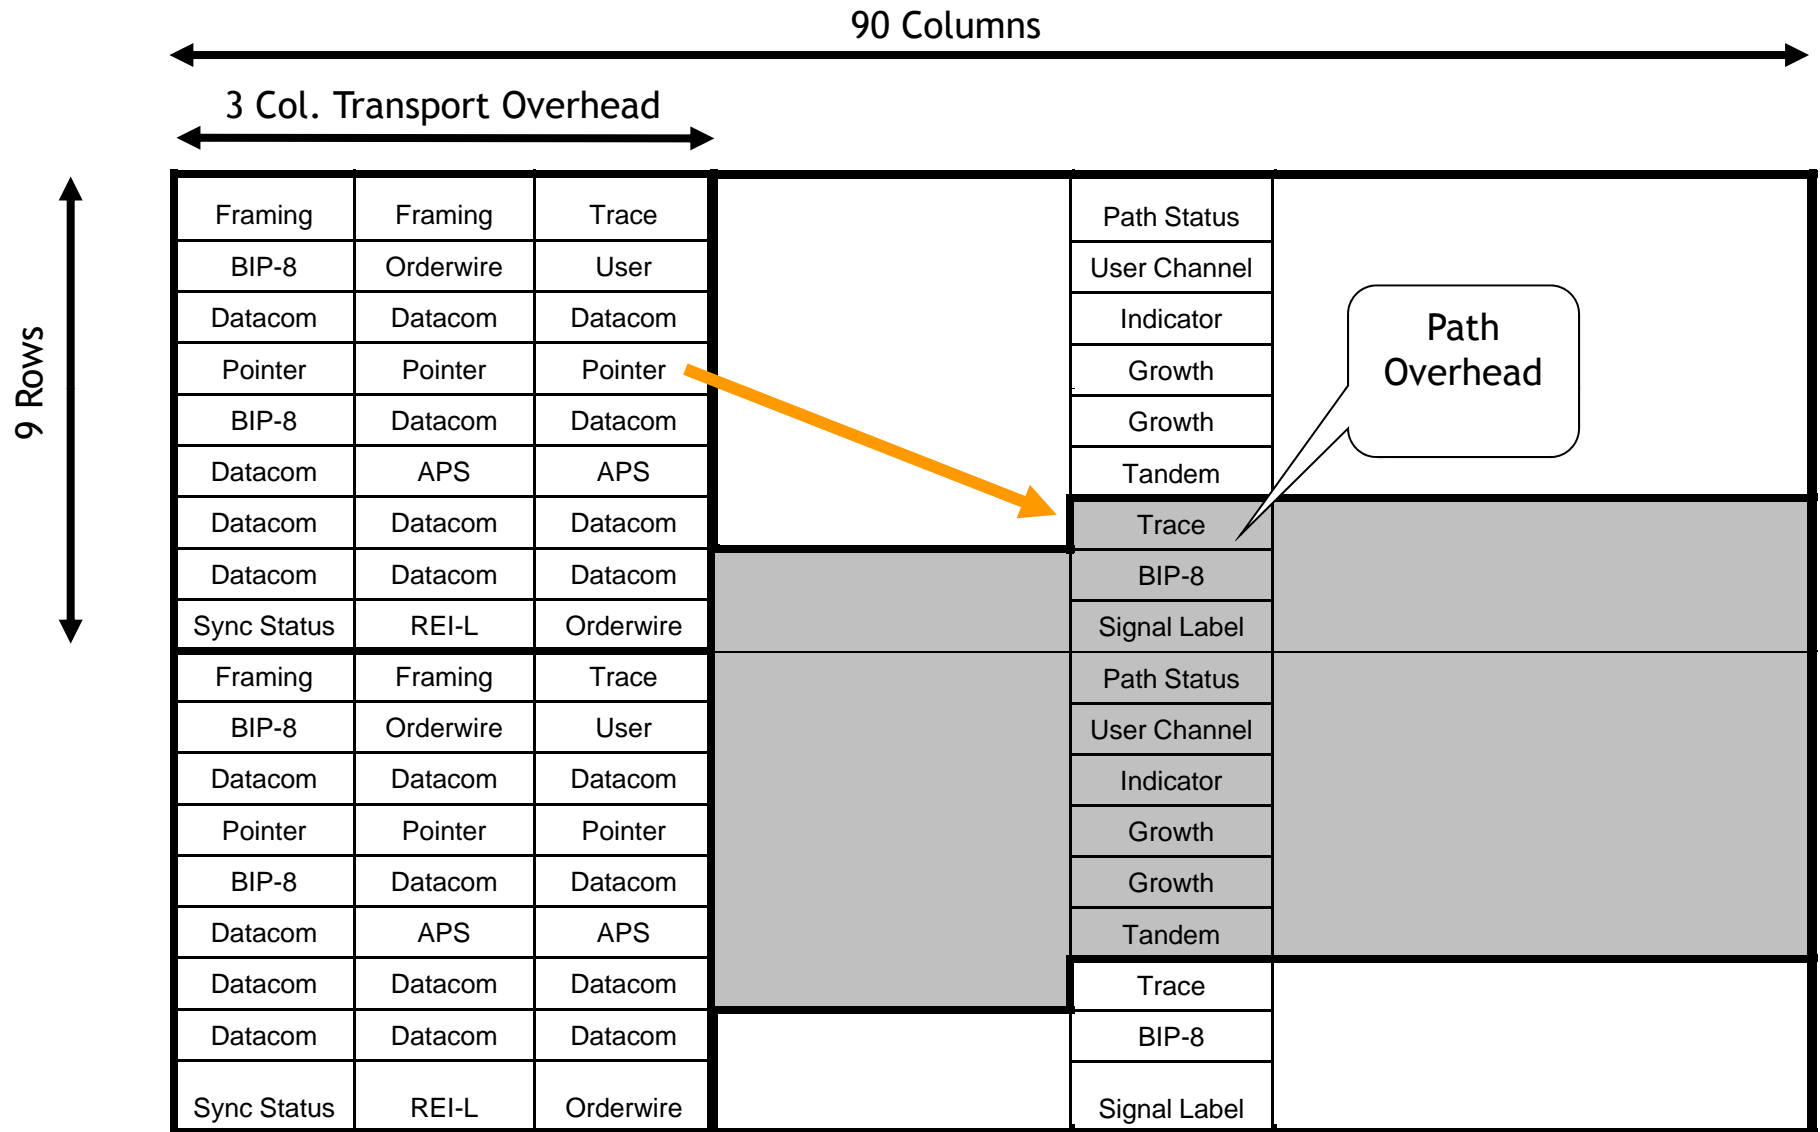 90 Columns
3 Col. Transport Overhead
9 Rows
Framing Framing Trace Path Status
BIP-8 Orderwire User User Channel
Datacom Datacom Datacom Indicator
Pointer Pointer Pointer Growth
BIP-8 Datacom Datacom Growth
Datacom APS APS Tandem
Datacom Datacom Datacom Trace
Datacom Datacom Datacom BIP-8
Sync Status REI-L Orderwire Signal Label
Path
Overhead
Framing Framing Trace Path Status
BIP-8 Orderwire User User Channel
Datacom Datacom Datacom Indicator
Pointer Pointer Pointer Growth
BIP-8 Datacom Datacom Growth
Datacom APS APS Tandem
Datacom Datacom Datacom Trace
Datacom Datacom Datacom BIP-8
Sync Status REI-L Orderwire Signal Label